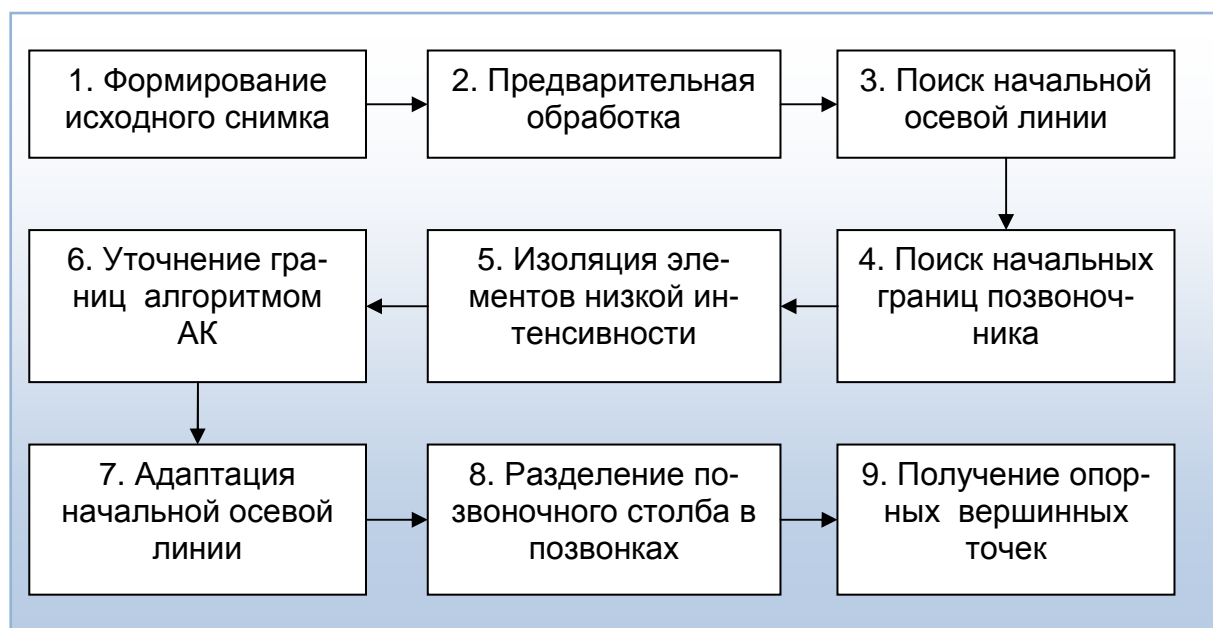 1. Формирование
исходного снимка
2. Предварительная
обработка
3. Поиск начальной
осевой линии
4. Поиск начальных
границ позвоноч-
ника
5. Изоляция эле-
ментов низкой ин-
тенсивности
6. Уточнение гра-
ниц алгоритмом
АК
7. Адаптация
начальной осевой
линии
8. Разделение по-
звоночного столба в
позвонках
9. Получение опор-
ных вершинных
точек